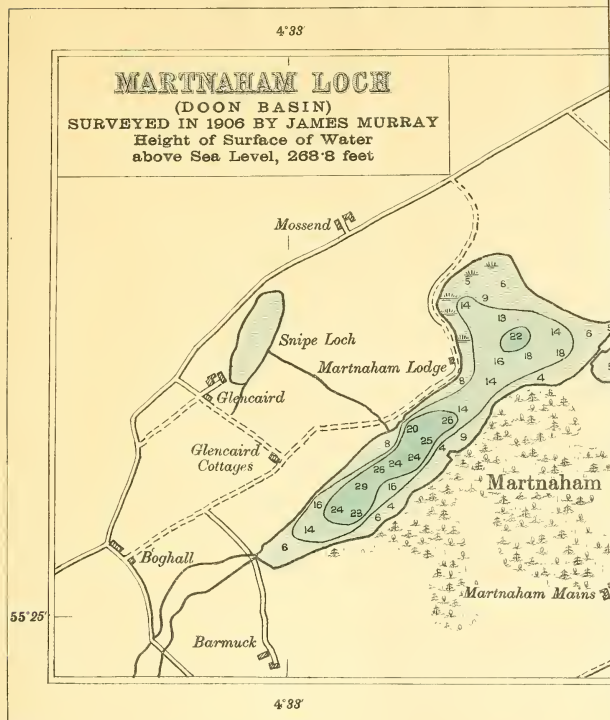 4°33'
MARTNAHAM LOCH
(DOON BASIN)
SURVEYED IN 1906 BY JAMES MURRAY
Height of Surface of Water
above Sea Level, 268·8 feet
Mossend
5
6
14
9
13
22
14
6
Snipe Loch
16
18
18
Martnaham Lodge
8
14
4
Glencaird
14
26
20
25
9
8
4
Glencaird
Cottages
24
24
26
29
16
Martnaham
16
24
23
6
4
14
6
Boghall
Martnaham Mains
55°25'
Barmuck
4°33'